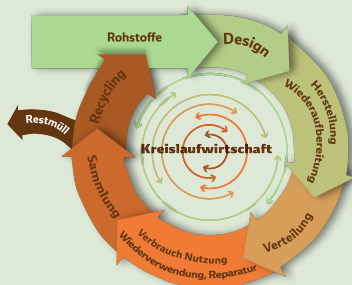 Rohstoffe
Design
Herstellung
Wiederaufbereitung
Verteilung
Verbrauch Nutzung
Wiederverwendung, Reparatur
Sammlung
Recycling
Restmüll
Kreislaufwirtschaft